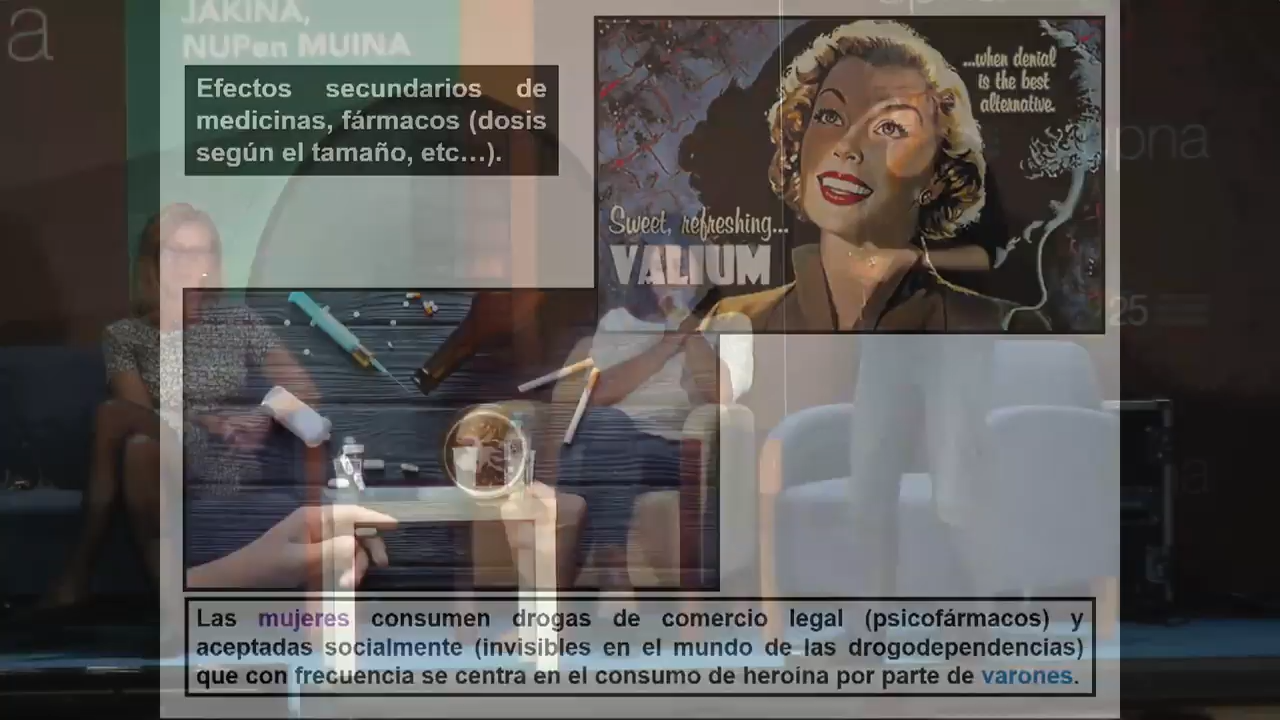 a
JAKINA,
NUPen MUINA
Efectos secundarios de
medicinas, fármacos (dosis
según el tamaño, etc...).
...when denial
is the best
alternative.
Sweet, refreshing...
VALIUM
upna
25
a
Las mujeres consumen drogas de comercio legal (psicofármacos) y
aceptadas socialmente (invisibles en el mundo de las drogodependencias)
que con frecuencia se centra en el consumo de heroína por parte de varones.